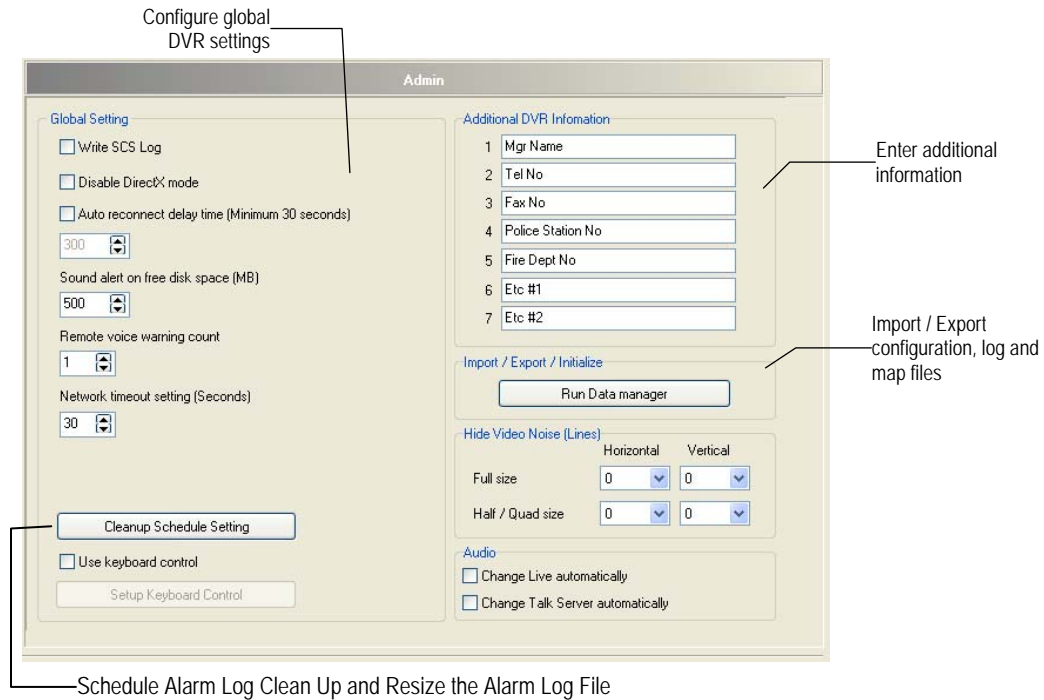 Configure global
DVR settings
Admin
Global Setting
Write SCS Log
Disable DirectX mode
Auto reconnect delay time (Minimum 30 seconds)
300
Sound alert on free disk space (MB)
500
Remote voice warning count
1
Network timeout setting (Seconds)
30
Cleanup Schedule Setting
Use keyboard control
Setup Keyboard Control
Additional DVR Infomation
1 Mgr Name
2 Tel No
3 Fax No
4 Police Station No
5 Fire Dept No
6 Etc #1
7 Etc #2
Import / Export / Initialize
Run Data manager
Hide Video Noise (Lines)
Horizontal Vertical
Full size 0 0
Half / Quad size 0 0
Audio
Change Live automatically
Change Talk Server automatically
Enter additional
information
Import / Export
configuration, log and
map files
Schedule Alarm Log Clean Up and Resize the Alarm Log File